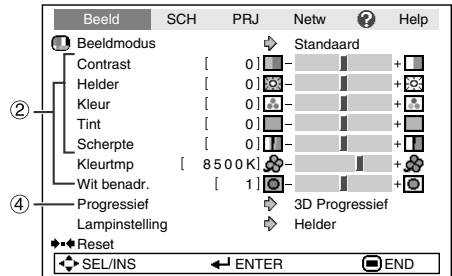 Beeld SCH PRJ Netw ? Help
Beeldmodus Standaard
Contrast [ 0] - +
Helder [ 0] - +
② Kleur [ 0] - +
Tint [ 0] - +
Scherpte [ 0] - +
Kleurtmp [ 8500K] - +
Wit benadr. [ 1] - +
④ Progressief 3D Progressief
Lampinstelling Helder
Reset
SEL/INS ENTER END